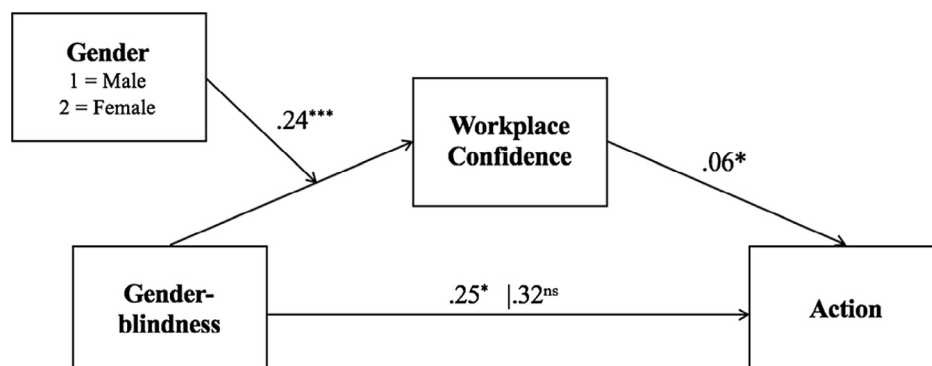 Gender
1 = Male
2 = Female
.24***
Workplace
Confidence
.06*
Gender-
blindness
.25* |.32ns
Action